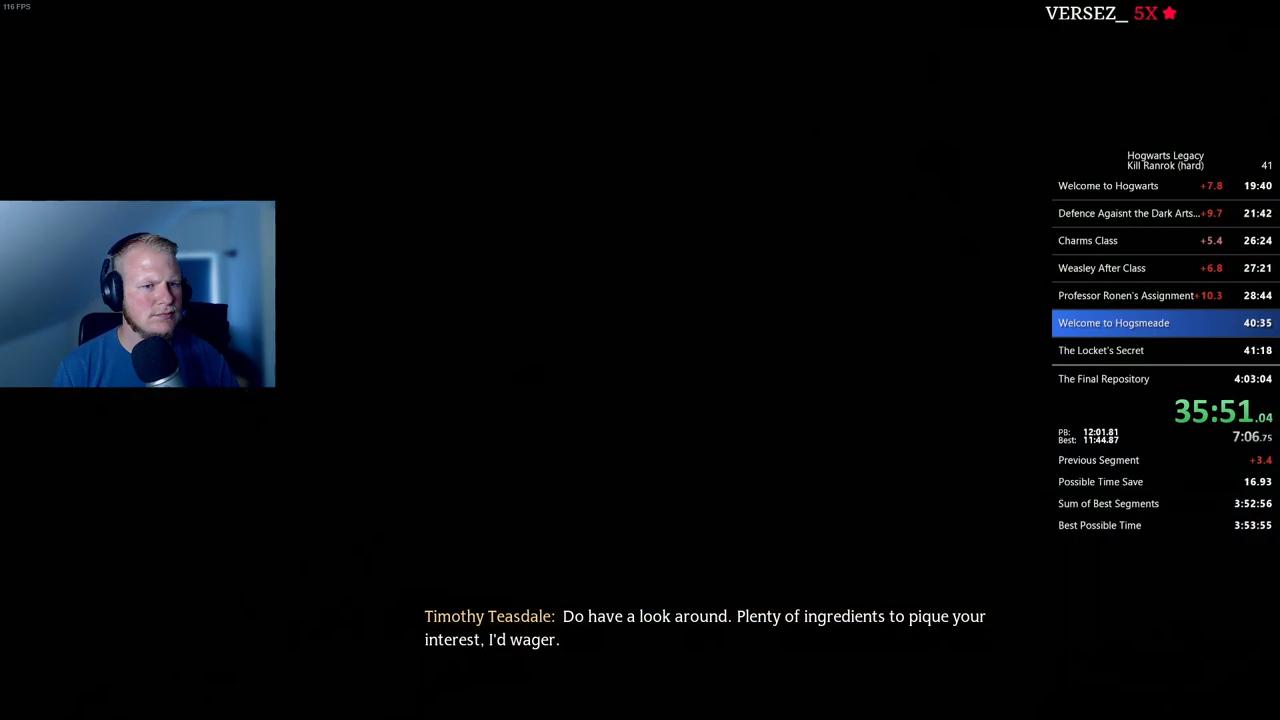 116 FPS
VERSEZ_ 5X
Hogwarts Legacy
Kill Ranrok (hard) 41
Welcome to Hogwarts +7.8 19:40
Defence Agaisnt the Dark Arts... +9.7 21:42
Charms Class +5.4 26:24
Weasley After Class +6.8 27:21
Professor Ronen's Assignment +10.3 28:44
Welcome to Hogsmeade 40:35
The Locket's Secret 41:18
The Final Repository 4:03:04
35:51.04
PB: 12:01.81
Best: 11:44.87
7:06.75
Previous Segment +3.4
Possible Time Save 16.93
Sum of Best Segments 3:52:56
Best Possible Time 3:53:55
Timothy Teasdale: Do have a look around. Plenty of ingredients to pique your
interest, I'd wager.